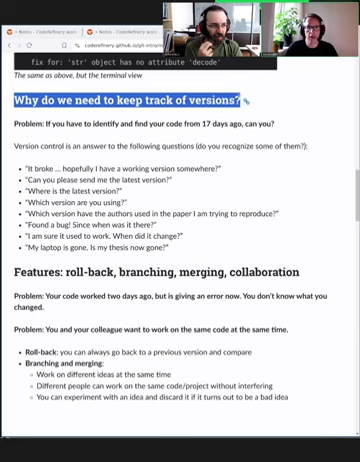 Notes - CodeRefinery work
Notes - CodeRefinery work
coderefinery.github.io/git-intro/m
fix for: 'str' object has no attribute 'decode'
The same as above, but the terminal view
Why do we need to keep track of versions?
Problem: If you have to identify and find your code from 17 days ago, can you?
Version control is an answer to the following questions (do you recognize some of them?):
• "It broke ... hopefully I have a working version somewhere?"
• "Can you please send me the latest version?"
• "Where is the latest version?"
• "Which version are you using?"
• "Which version have the authors used in the paper I am trying to reproduce?"
• "Found a bug! Since when was it there?"
• "I am sure it used to work. When did it change?"
• "My laptop is gone. Is my thesis now gone?"
Features: roll-back, branching, merging, collaboration
Problem: Your code worked two days ago, but is giving an error now. You don't know what you
changed.
Problem: You and your colleague want to work on the same code at the same time.
• Roll-back: you can always go back to a previous version and compare
• Branching and merging:
◦ Work on different ideas at the same time
◦ Different people can work on the same code/project without interfering
◦ You can experiment with an idea and discard it if it turns out to be a bad idea